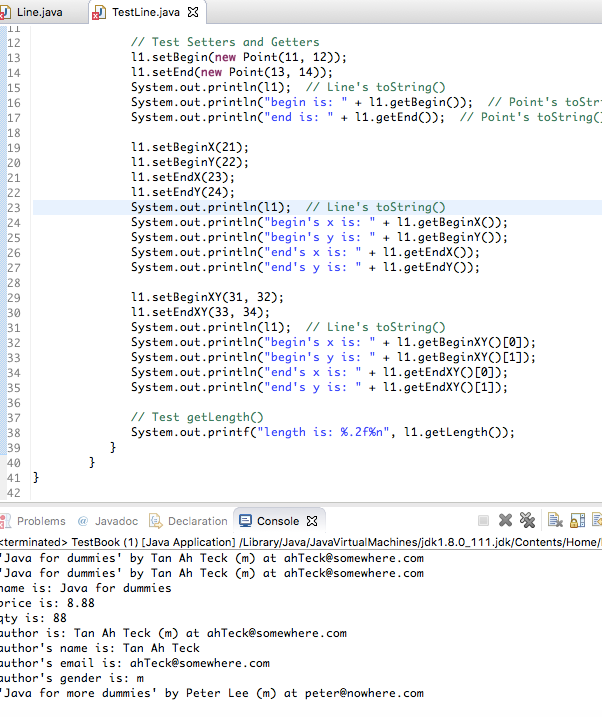 Line.java TestLine.java
11
12 // Test Setters and Getters
13 l1.setBegin(new Point(11, 12));
14 l1.setEnd(new Point(13, 14));
15 System.out.println(l1); // Line's toString()
16 System.out.println("begin is: " + l1.getBegin()); // Point's toStri
17 System.out.println("end is: " + l1.getEnd()); // Point's toString(
18
19 l1.setBeginX(21);
20 l1.setBeginY(22);
21 l1.setEndX(23);
22 l1.setEndY(24);
23 System.out.println(l1); // Line's toString()
24 System.out.println("begin's x is: " + l1.getBeginX());
25 System.out.println("begin's y is: " + l1.getBeginY());
26 System.out.println("end's x is: " + l1.getEndX());
27 System.out.println("end's y is: " + l1.getEndY());
28
29 l1.setBeginXY(31, 32);
30 l1.setEndXY(33, 34);
31 System.out.println(l1); // Line's toString()
32 System.out.println("begin's x is: " + l1.getBeginXY()[0]);
33 System.out.println("begin's y is: " + l1.getBeginXY()[1]);
34 System.out.println("end's x is: " + l1.getEndXY()[0]);
35 System.out.println("end's y is: " + l1.getEndXY()[1]);
36
37 // Test getLength()
38 System.out.printf("length is: %.2f%n", l1.getLength());
39 }
40 }
41 }
42
Problems @ Javadoc Declaration Console
<terminated> TestBook (1) [Java Application] /Library/Java/JavaVirtualMachines/jdk1.8.0_111.jdk/Contents/Home/
'Java for dummies' by Tan Ah Teck (m) at ahTeck@somewhere.com
'Java for dummies' by Tan Ah Teck (m) at ahTeck@somewhere.com
name is: Java for dummies
price is: 8.88
qty is: 88
author is: Tan Ah Teck (m) at ahTeck@somewhere.com
author's name is: Tan Ah Teck
author's email is: ahTeck@somewhere.com
author's gender is: m
'Java for more dummies' by Peter Lee (m) at peter@nowhere.com